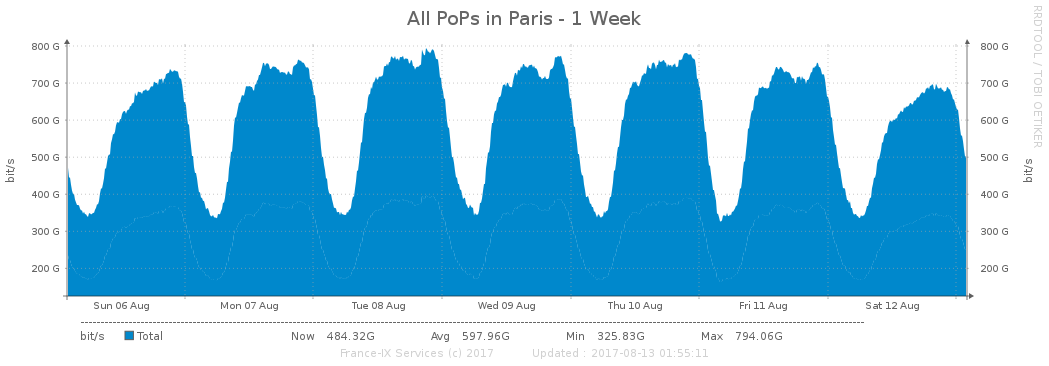 All PoPs in Paris - 1 Week
RRDTOOL / TOBI OETIKER
bit/s
800 G
700 G
600 G
500 G
400 G
300 G
200 G
800 G
700 G
600 G
500 G
400 G
300 G
200 G
bit/s
Sun 06 Aug Mon 07 Aug Tue 08 Aug Wed 09 Aug Thu 10 Aug Fri 11 Aug Sat 12 Aug
bit/s Total Now 484.32G Avg 597.96G Min 325.83G Max 794.06G
France-IX Services (c) 2017 Updated : 2017-08-13 01:55:11